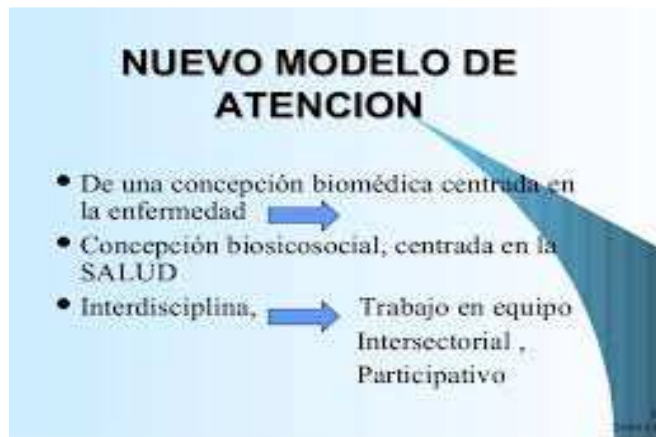 NUEVO MODELO DE
ATENCION
• De una concepción biomédica centrada en
la enfermedad
• Concepción biosicosocial, centrada en la
SALUD
• Interdisciplina, Trabajo en equipo
Intersectorial ,
Participativo